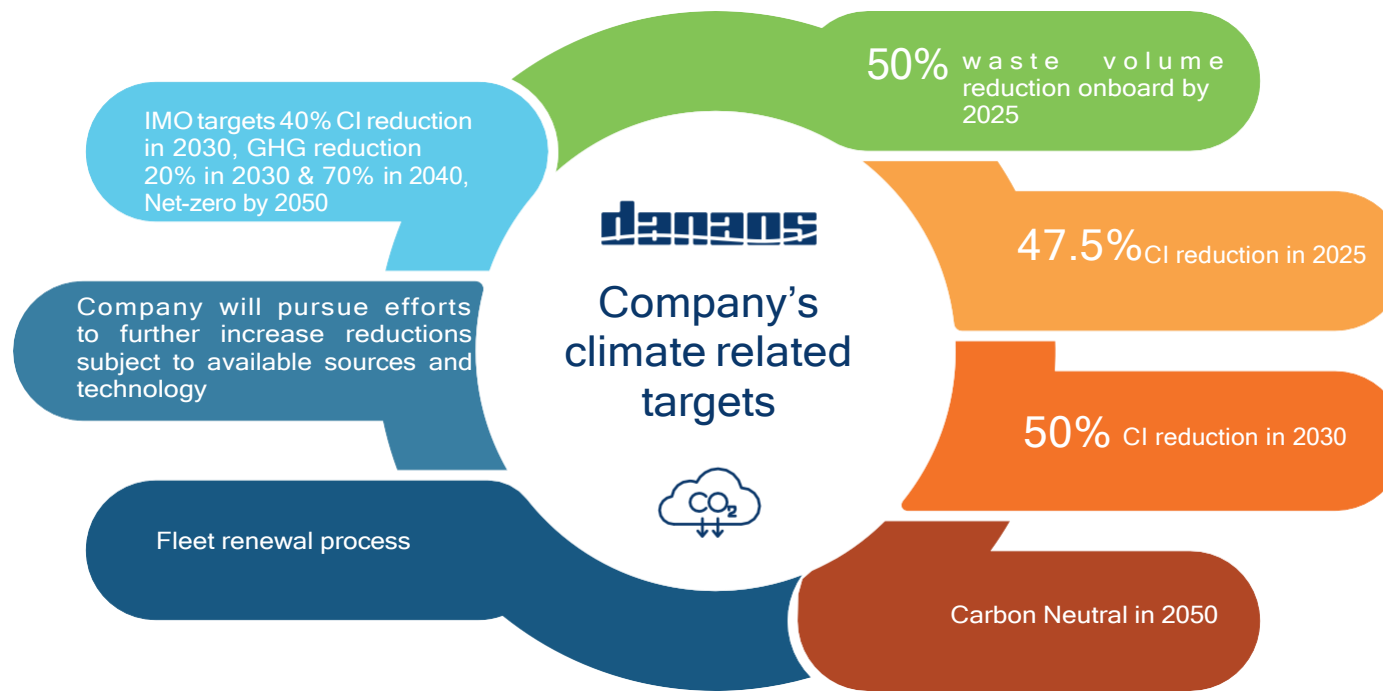 50% waste volume
reduction onboard by
2025
IMO targets 40% CI reduction
in 2030, GHG reduction
20% in 2030 & 70% in 2040,
Net-zero by 2050
47.5% CI reduction in 2025
danaos
Company's
climate related
targets
Company will pursue efforts
to further increase reductions
subject to available sources and
technology
50% CI reduction in 2030
CO₂
Fleet renewal process
Carbon Neutral in 2050